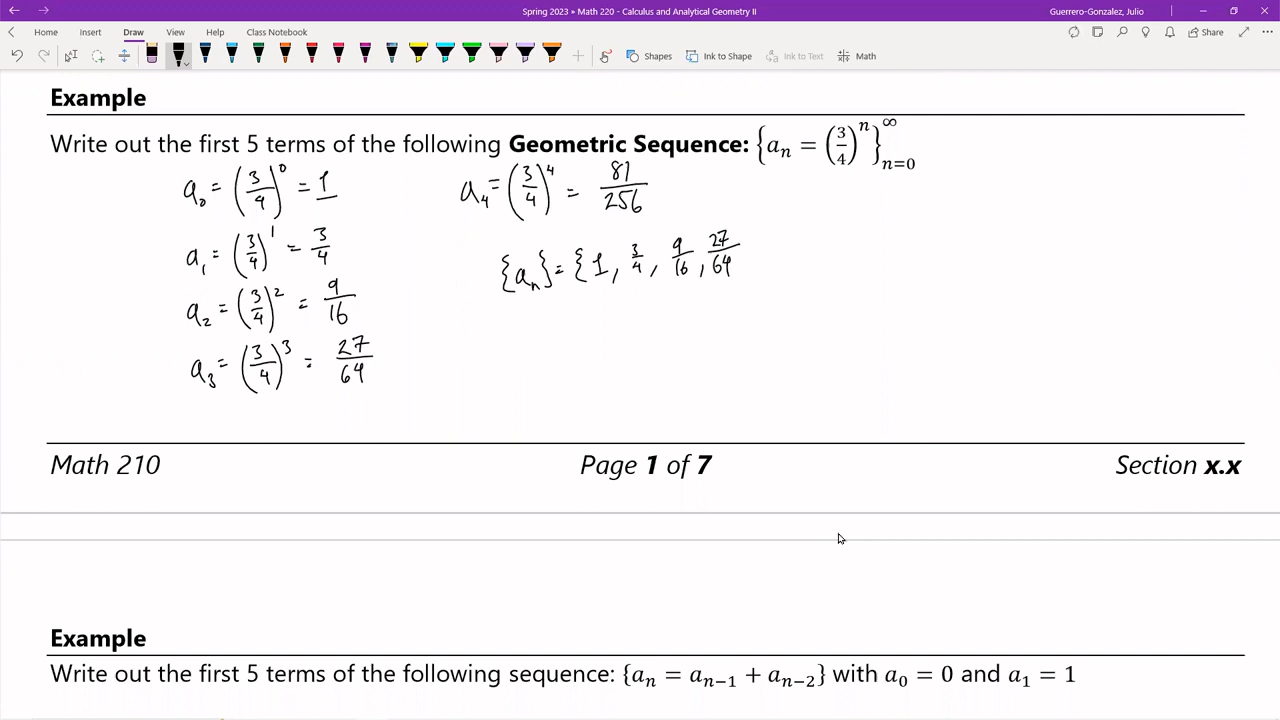 Spring 2023 » Math 220 - Calculus and Analytical Geometry II
Guerrero-Gonzalez, Julio
Home Insert Draw View Help Class Notebook
Share
Shapes Ink to Shape Ink to Text Math
Example
Write out the first 5 terms of the following Geometric Sequence: {aₙ = (3/4)ⁿ}ₙ₌₀^∞
a₀ = (3/4)⁰ = 1
a₁ = (3/4)¹ = 3/4
a₂ = (3/4)² = 9/16
a₃ = (3/4)³ = 27/64
a₄ = (3/4)⁴ = 81/256
{aₙ} = {1, 3/4, 9/16, 27/64
Math 210 Page 1 of 7 Section x.x
Example
Write out the first 5 terms of the following sequence: {aₙ = aₙ₋₁ + aₙ₋₂} with a₀ = 0 and a₁ = 1